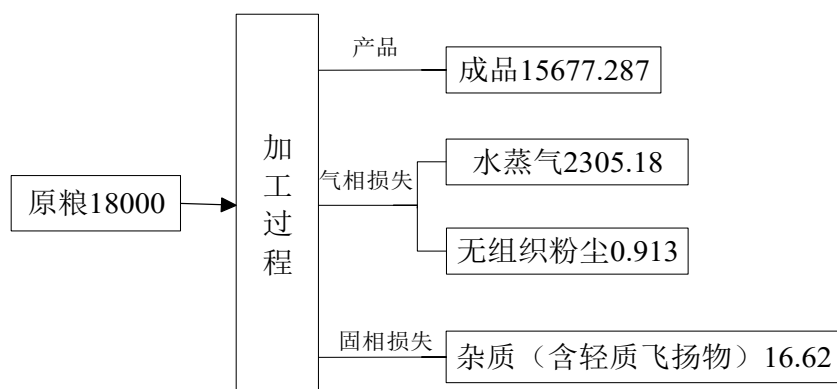 原粮18000
加工过程
产品
成品15677.287
气相损失
水蒸气2305.18
无组织粉尘0.913
固相损失
杂质（含轻质飞扬物）16.62